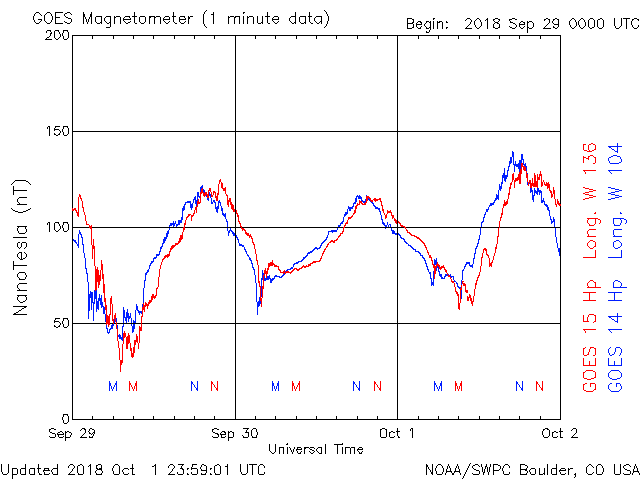 GOES Magnetometer (1 minute data)
Begin: 2018 Sep 29 0000 UTC
200
150
100
50
0
NanoTesla (nT)
M M N N M M N N M M N N
Sep 29 Sep 30 Oct 1 Oct 2
Universal Time
GOES 15 Hp Long. W 136
GOES 14 Hp Long. W 104
Updated 2018 Oct 1 23:59:01 UTC
NOAA/SWPC Boulder, CO USA